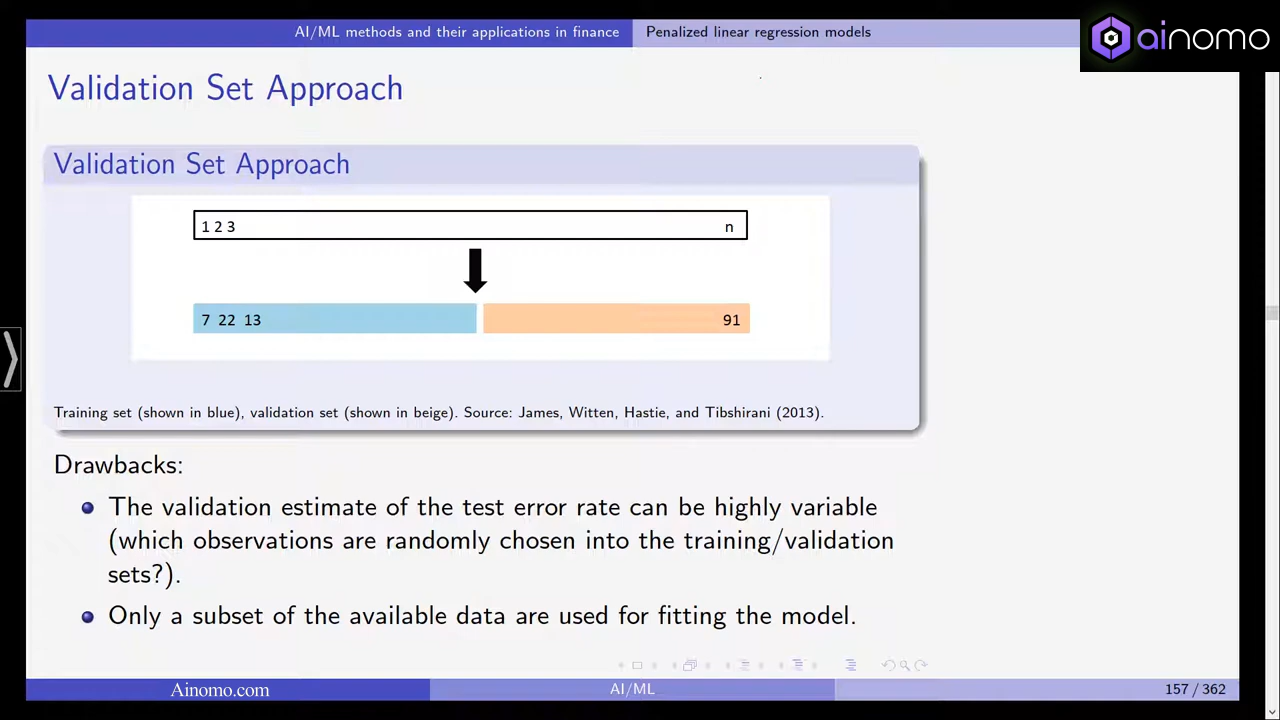 AI/ML methods and their applications in finance Penalized linear regression models
ainomo
Validation Set Approach
Validation Set Approach
1 2 3 n
7 22 13 91
Training set (shown in blue), validation set (shown in beige). Source: James, Witten, Hastie, and Tibshirani (2013).
Drawbacks:
The validation estimate of the test error rate can be highly variable
(which observations are randomly chosen into the training/validation
sets?).
Only a subset of the available data are used for fitting the model.
Ainomo.com AI/ML 157 / 362